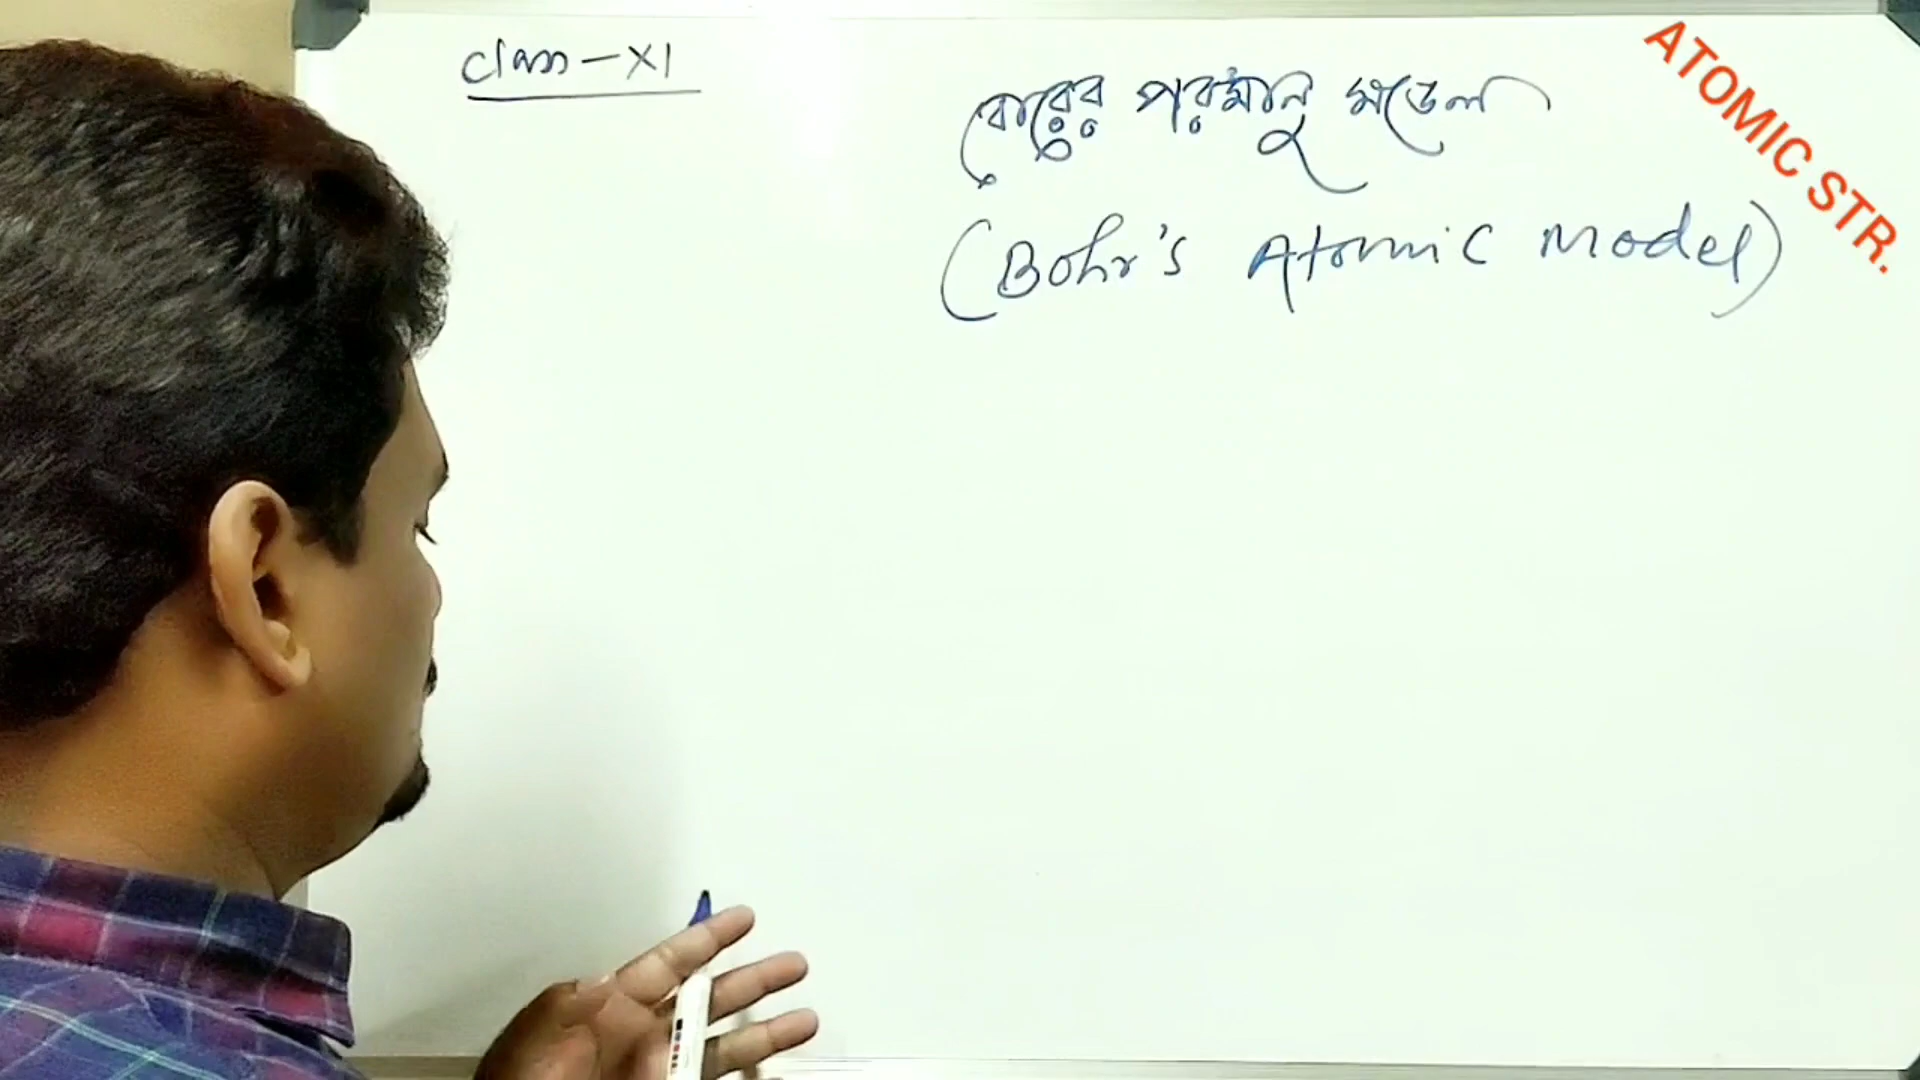 Class - XI
বোরের পরমানু মডেল
(Bohr's Atomic Model)
ATOMIC STR.